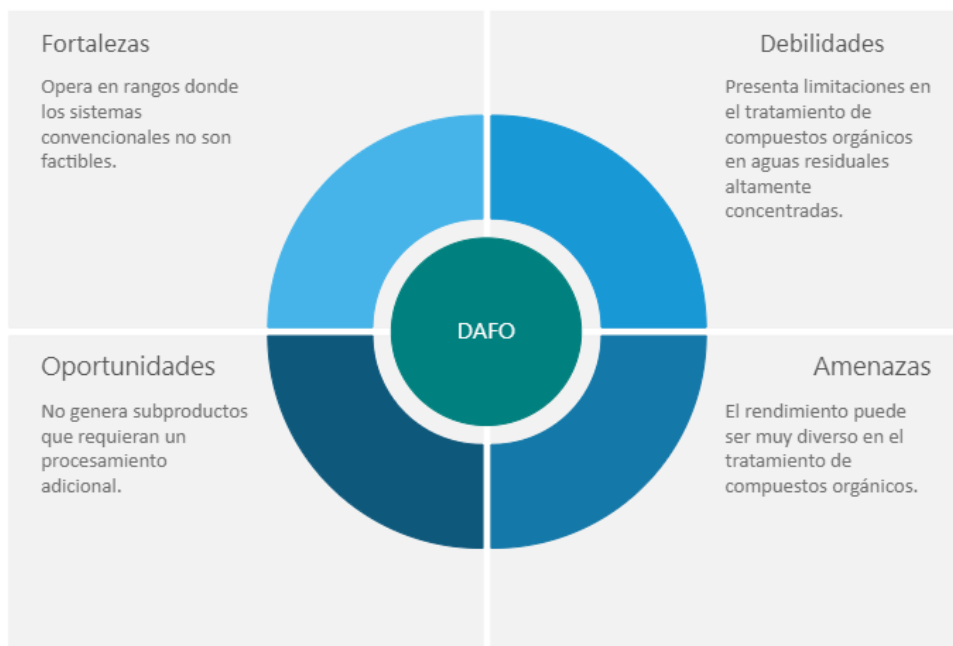 Fortalezas
Opera en rangos donde
los sistemas
convencionales no son
factibles.
Debilidades
Presenta limitaciones en
el tratamiento de
compuestos orgánicos
en aguas residuales
altamente
concentradas.
DAFO
Oportunidades
No genera subproductos
que requieran un
procesamiento
adicional.
Amenazas
El rendimiento puede
ser muy diverso en el
tratamiento de
compuestos orgánicos.